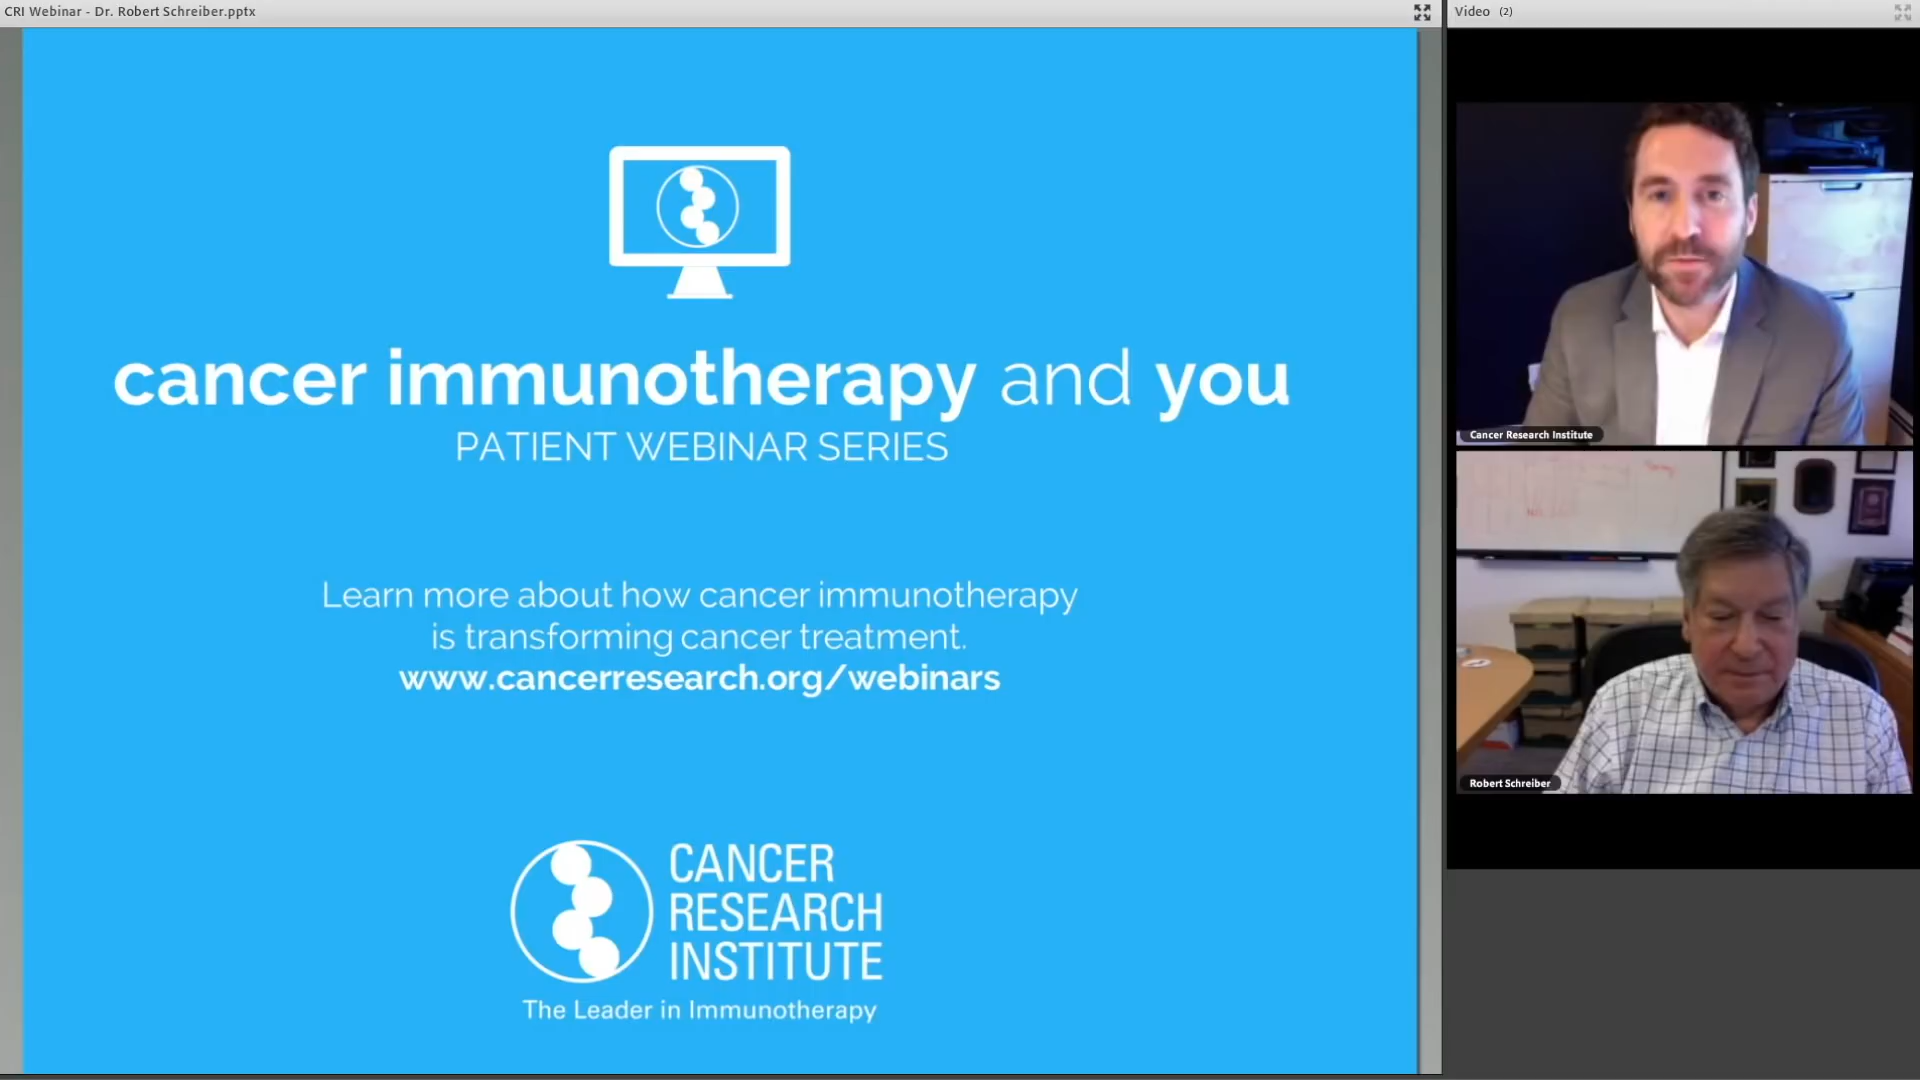 CRI Webinar - Dr. Robert Schreiber.pptx
Video (2)
cancer immunotherapy and you
PATIENT WEBINAR SERIES
Learn more about how cancer immunotherapy
is transforming cancer treatment.
www.cancerresearch.org/webinars
CANCER
RESEARCH
INSTITUTE
The Leader in Immunotherapy
Cancer Research Institute
Robert Schreiber